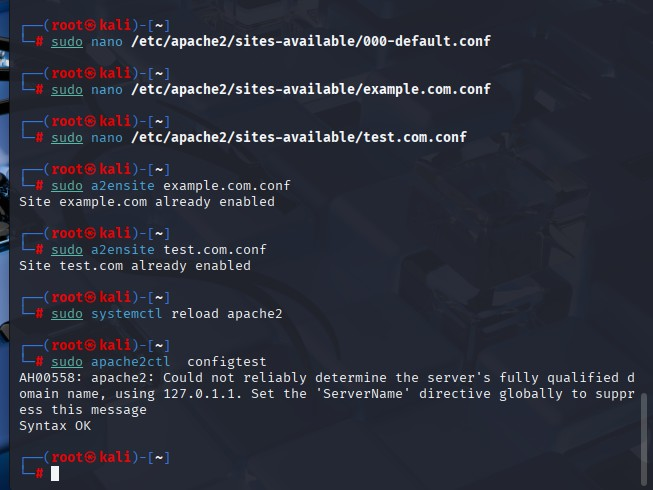 ┌──(root㉿kali)-[~]
└─# sudo nano /etc/apache2/sites-available/000-default.conf
┌──(root㉿kali)-[~]
└─# sudo nano /etc/apache2/sites-available/example.com.conf
┌──(root㉿kali)-[~]
└─# sudo nano /etc/apache2/sites-available/test.com.conf
┌──(root㉿kali)-[~]
└─# sudo a2ensite example.com.conf
Site example.com already enabled
┌──(root㉿kali)-[~]
└─# sudo a2ensite test.com.conf
Site test.com already enabled
┌──(root㉿kali)-[~]
└─# sudo systemctl reload apache2
┌──(root㉿kali)-[~]
└─# sudo apache2ctl  configtest
AH00558: apache2: Could not reliably determine the server's fully qualified d
omain name, using 127.0.1.1. Set the 'ServerName' directive globally to suppr
ess this message
Syntax OK
┌──(root㉿kali)-[~]
└─#